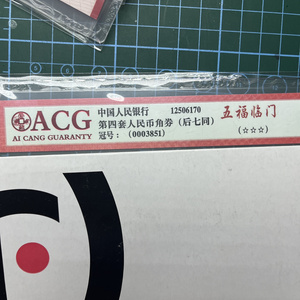 ACG
AI CANG GUARANTY
中国人民银行 12506170
第四套人民币角券（后七同）
冠号：（0003851）
五福临门
（☆☆☆）